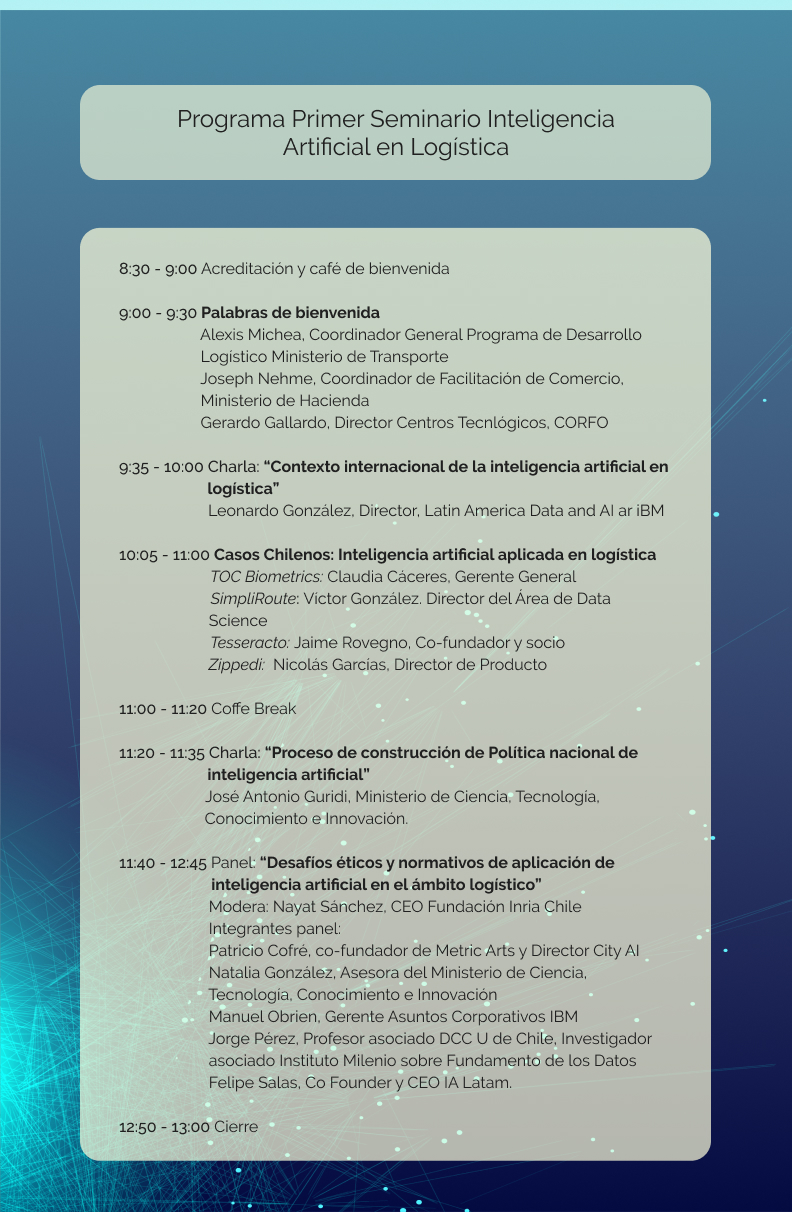 Programa Primer Seminario Inteligencia
Artificial en Logística
8:30 - 9:00 Acreditación y café de bienvenida
9:00 - 9:30 Palabras de bienvenida
Alexis Michea, Coordinador General Programa de Desarrollo
Logístico Ministerio de Transporte
Joseph Nehme, Coordinador de Facilitación de Comercio,
Ministerio de Hacienda
Gerardo Gallardo, Director Centros Tecnlógicos, CORFO
9:35 - 10:00 Charla: “Contexto internacional de la inteligencia artificial en
logística”
Leonardo González, Director, Latin America Data and AI ar iBM
10:05 - 11:00 Casos Chilenos: Inteligencia artificial aplicada en logística
TOC Biometrics: Claudia Cáceres, Gerente General
SimpliRoute: Víctor González. Director del Área de Data
Science
Tesseracto: Jaime Rovegno, Co-fundador y socio
Zippedi: Nicolás Garcías, Director de Producto
11:00 - 11:20 Coffe Break
11:20 - 11:35 Charla: “Proceso de construcción de Política nacional de
inteligencia artificial”
José Antonio Guridi, Ministerio de Ciencia, Tecnología,
Conocimiento e Innovación.
11:40 - 12:45 Panel: “Desafíos éticos y normativos de aplicación de
inteligencia artificial en el ámbito logístico”
Modera: Nayat Sánchez, CEO Fundación Inria Chile
Integrantes panel:
Patricio Cofré, co-fundador de Metric Arts y Director City AI
Natalia González, Asesora del Ministerio de Ciencia,
Tecnología, Conocimiento e Innovación
Manuel Obrien, Gerente Asuntos Corporativos IBM
Jorge Pérez, Profesor asociado DCC U de Chile, Investigador
asociado Instituto Milenio sobre Fundamento de los Datos
Felipe Salas, Co Founder y CEO IA Latam.
12:50 - 13:00 Cierre